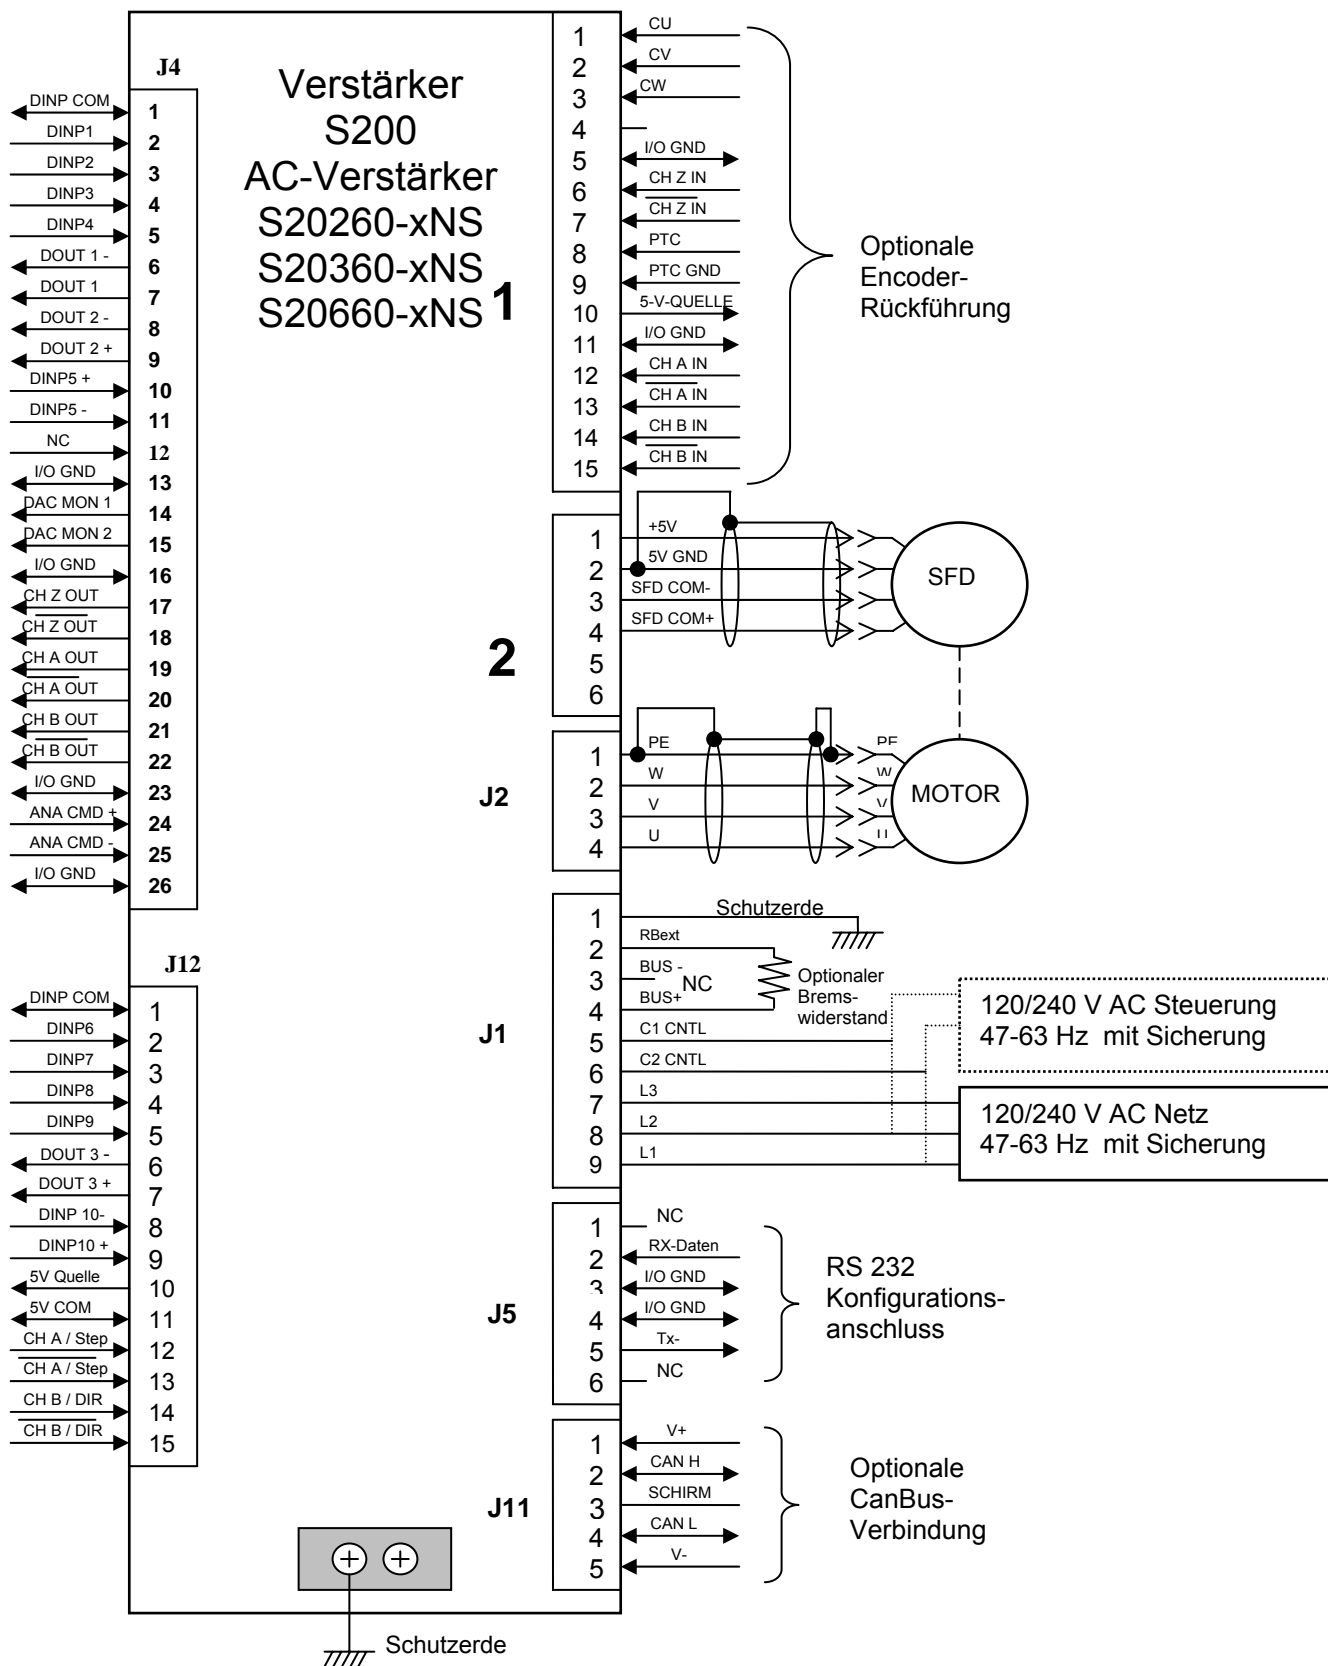 Verstärker
S200
AC-Verstärker
S20260-xNS
S20360-xNS
S20660-xNS
J4
DINP COM 1
DINP1 2
DINP2 3
DINP3 4
DINP4 5
DOUT 1 - 6
DOUT 1 7
DOUT 2 - 8
DOUT 2 + 9
DINP5 + 10
DINP5 - 11
NC 12
I/O GND 13
DAC MON 1 14
DAC MON 2 15
I/O GND 16
CH Z OUT 17
CH Z OUT 18
CH A OUT 19
CH A OUT 20
CH B OUT 21
CH B OUT 22
I/O GND 23
ANA CMD + 24
ANA CMD - 25
I/O GND 26
J12
DINP COM 1
DINP6 2
DINP7 3
DINP8 4
DINP9 5
DOUT 3 - 6
DOUT 3 + 7
DINP 10- 8
DINP10 + 9
5V Quelle 10
5V COM 11
CH A / Step 12
CH A / Step 13
CH B / DIR 14
CH B / DIR 15
1
1 CU
2 CV
3 CW
4
5 I/O GND
6 CH Z IN
7 CH Z IN
8 PTC
9 PTC GND
10 5-V-QUELLE
11 I/O GND
12 CH A IN
13 CH A IN
14 CH B IN
15 CH B IN
Optionale
Encoder-
Rückführung
2
1 +5V
2 5V GND
3 SFD COM-
4 SFD COM+
5
6
SFD
J2
1 PE PE
2 W W
3 V V
4 U U
MOTOR
J1
1 Schutzerde
2 RBext
3 BUS - NC
4 BUS+
5 C1 CNTL
6 C2 CNTL
7 L3
8 L2
9 L1
Optionaler
Brems-
widerstand
120/240 V AC Steuerung
47-63 Hz mit Sicherung
120/240 V AC Netz
47-63 Hz mit Sicherung
J5
1 NC
2 RX-Daten
3 I/O GND
4 I/O GND
5 Tx-
6 NC
RS 232
Konfigurations-
anschluss
J11
1 V+
2 CAN H
3 SCHIRM
4 CAN L
5 V-
Optionale
CanBus-
Verbindung
Schutzerde